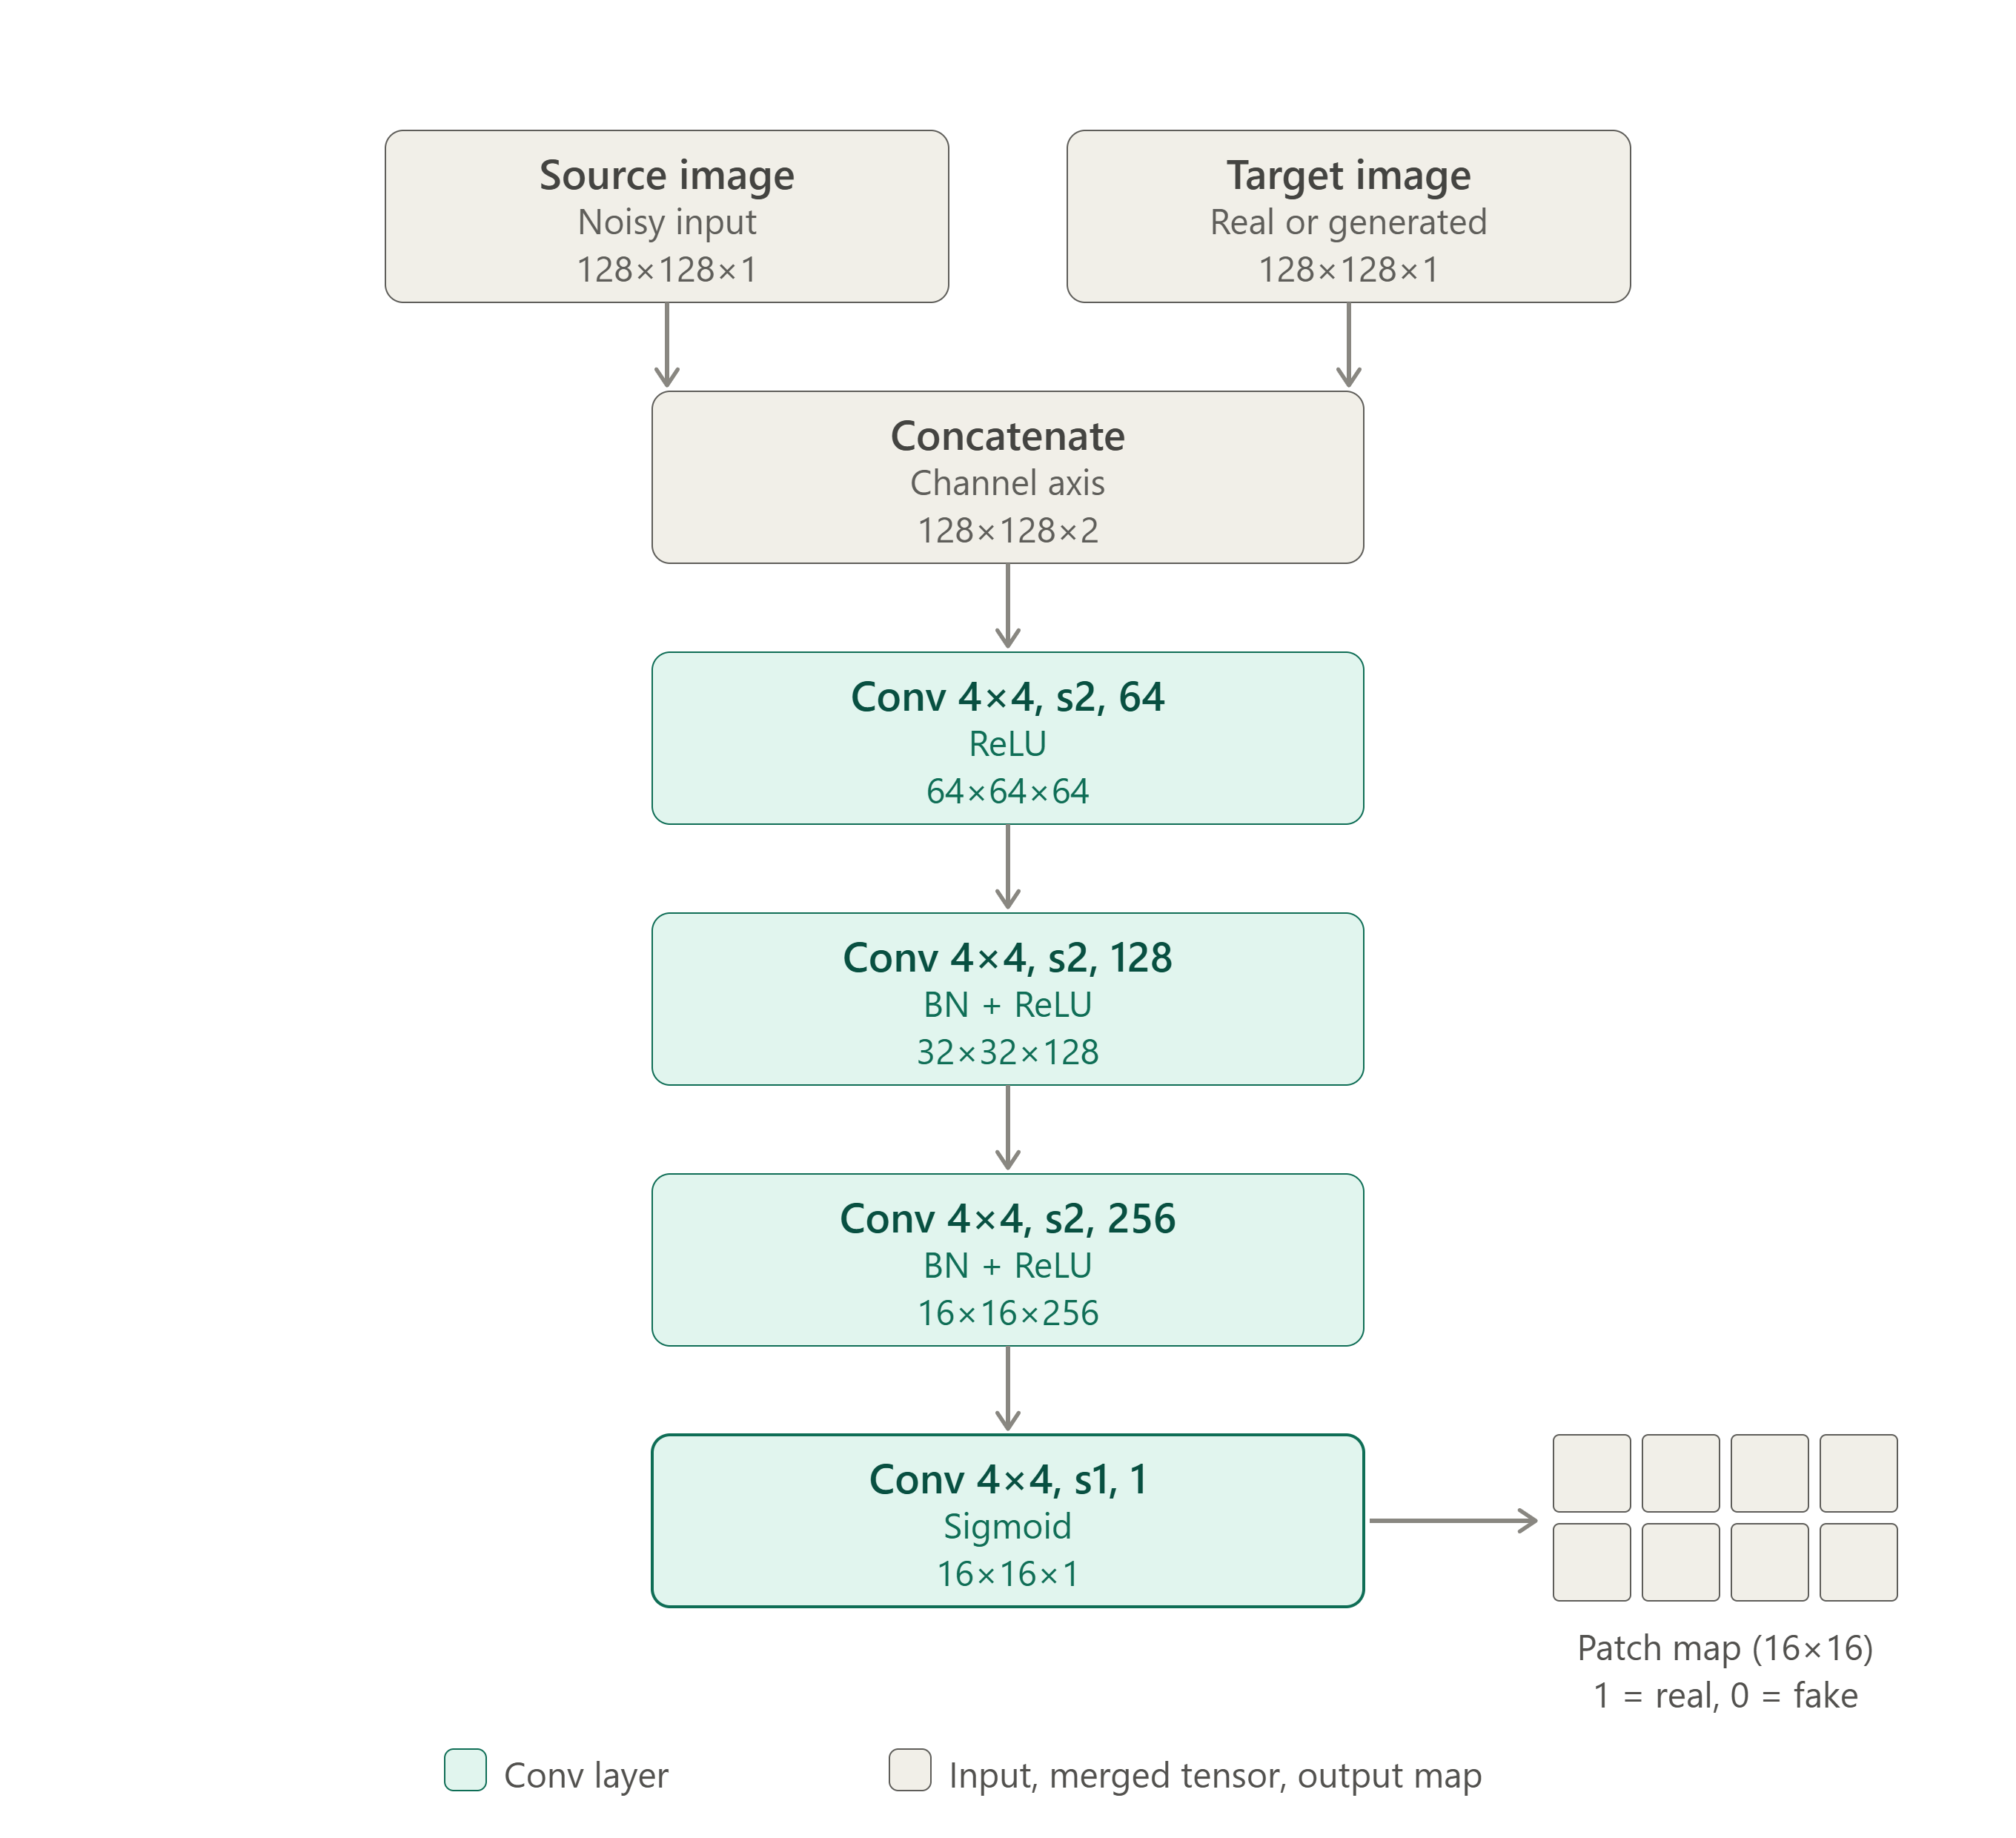 Source image
Noisy input
128×128×1
Target image
Real or generated
128×128×1
Concatenate
Channel axis
128×128×2
Conv 4×4, s2, 64
ReLU
64×64×64
Conv 4×4, s2, 128
BN + ReLU
32×32×128
Conv 4×4, s2, 256
BN + ReLU
16×16×256
Conv 4×4, s1, 1
Sigmoid
16×16×1
Patch map (16×16)
1 = real, 0 = fake
Conv layer
Input, merged tensor, output map